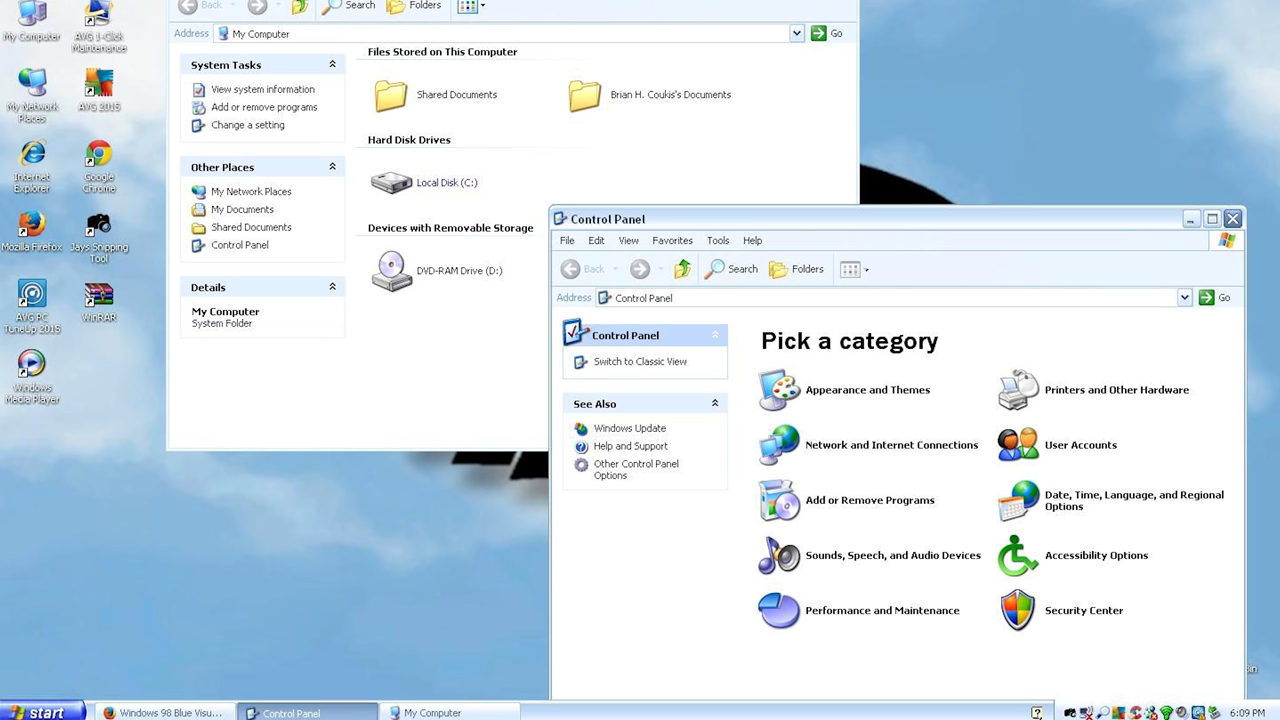 My Computer
AVG 1-Click
Maintenance
My Network
Places
AVG 2015
Internet
Explorer
Google
Chrome
Mozilla Firefox
Jays Snipping
Tool
AVG PC
TuneUp 2015
WinRAR
Windows
Media Player
Back
Search
Folders
Address
My Computer
Go
System Tasks
View system information
Add or remove programs
Change a setting
Other Places
My Network Places
My Documents
Shared Documents
Control Panel
Details
My Computer
System Folder
Files Stored on This Computer
Shared Documents
Brian H. Coukis's Documents
Hard Disk Drives
Local Disk (C:)
Devices with Removable Storage
DVD-RAM Drive (D:)
Control Panel
File Edit View Favorites Tools Help
Back
Search
Folders
Address
Control Panel
Go
Control Panel
Switch to Classic View
See Also
Windows Update
Help and Support
Other Control Panel
Options
Pick a category
Appearance and Themes
Printers and Other Hardware
Network and Internet Connections
User Accounts
Add or Remove Programs
Date, Time, Language, and Regional
Options
Sounds, Speech, and Audio Devices
Accessibility Options
Performance and Maintenance
Security Center
start
Windows 98 Blue Visu...
Control Panel
My Computer
6:09 PM